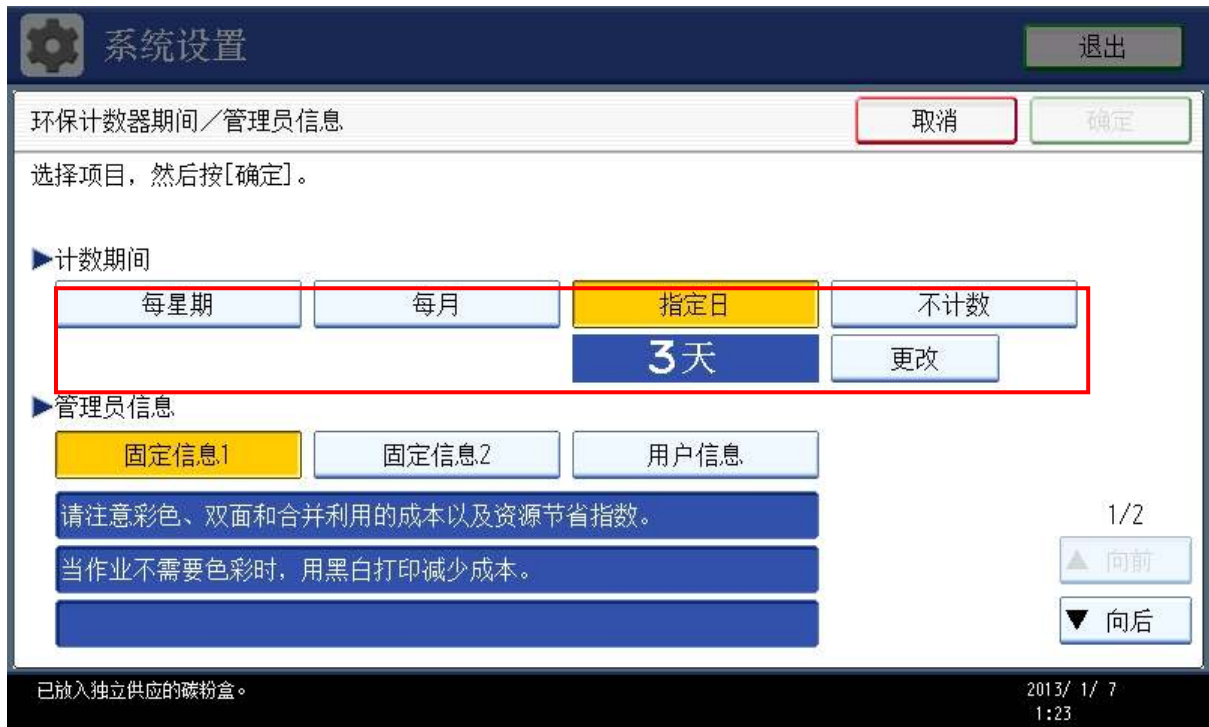 系统设置 退出
环保计数器期间／管理员信息 取消 确定
选择项目，然后按[确定]。
▶计数期间
每星期 每月 指定日 不计数
3天 更改
▶管理员信息
固定信息1 固定信息2 用户信息
请注意彩色、双面和合并利用的成本以及资源节省指数。
1/2
当作业不需要色彩时，用黑白打印减少成本。
▲ 向前
▼ 向后
已放入独立供应的碳粉盒。 2013/ 1/ 7
1:23